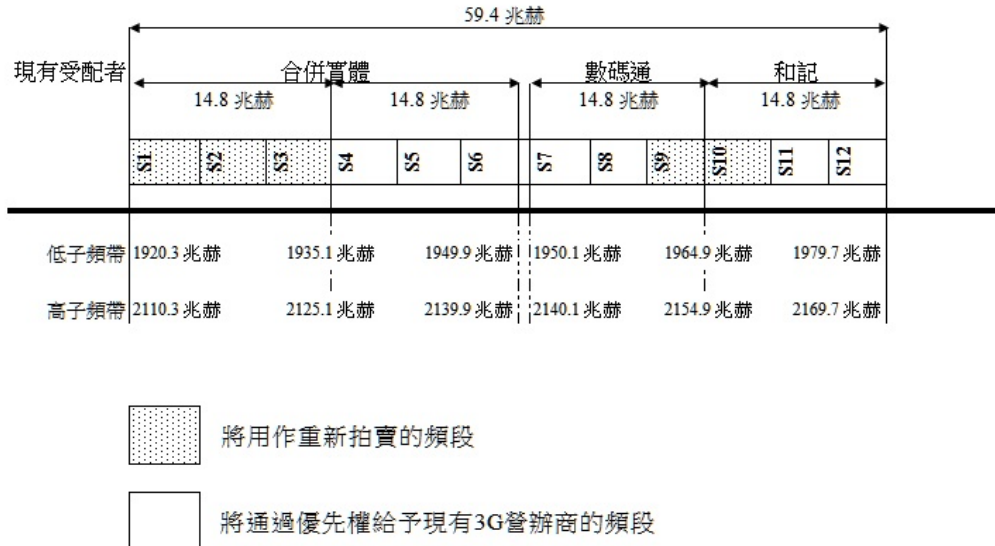 59.4 兆赫
現有受配者 合併實體 數碼通 和記
14.8 兆赫 14.8 兆赫 14.8 兆赫 14.8 兆赫
S1 S2 S3 S4 S5 S6 S7 S8 S9 S10 S11 S12
低子頻帶 1920.3 兆赫 1935.1 兆赫 1949.9 兆赫 1950.1 兆赫 1964.9 兆赫 1979.7 兆赫
高子頻帶 2110.3 兆赫 2125.1 兆赫 2139.9 兆赫 2140.1 兆赫 2154.9 兆赫 2169.7 兆赫
將用作重新拍賣的頻段
將通過優先權給予現有3G營辦商的頻段